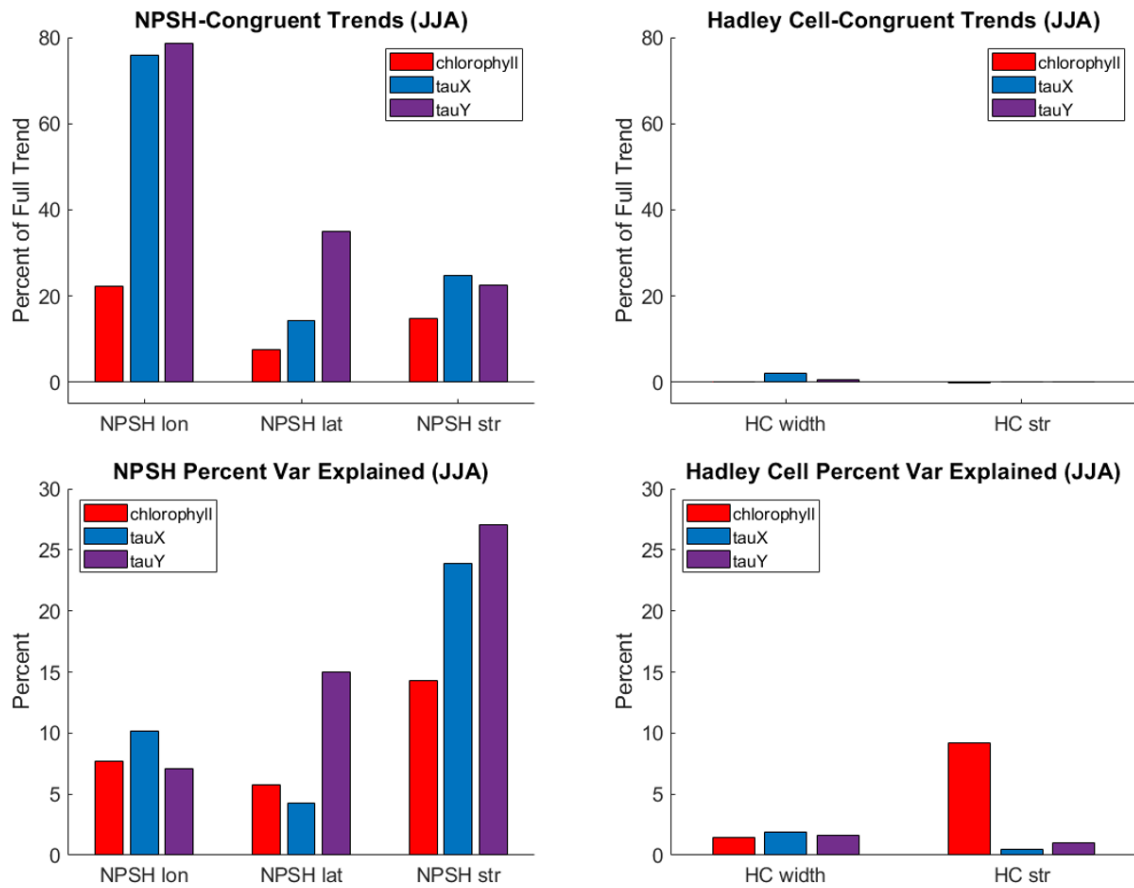 NPSH-Congruent Trends (JJA)
80
60
40
20
0
Percent of Full Trend
chlorophyll
tauX
tauY
NPSH lon NPSH lat NPSH str
Hadley Cell-Congruent Trends (JJA)
80
60
40
20
0
Percent of Full Trend
chlorophyll
tauX
tauY
HC width HC str
NPSH Percent Var Explained (JJA)
30
25
20
15
10
5
0
Percent
chlorophyll
tauX
tauY
NPSH lon NPSH lat NPSH str
Hadley Cell Percent Var Explained (JJA)
30
25
20
15
10
5
0
Percent
chlorophyll
tauX
tauY
HC width HC str